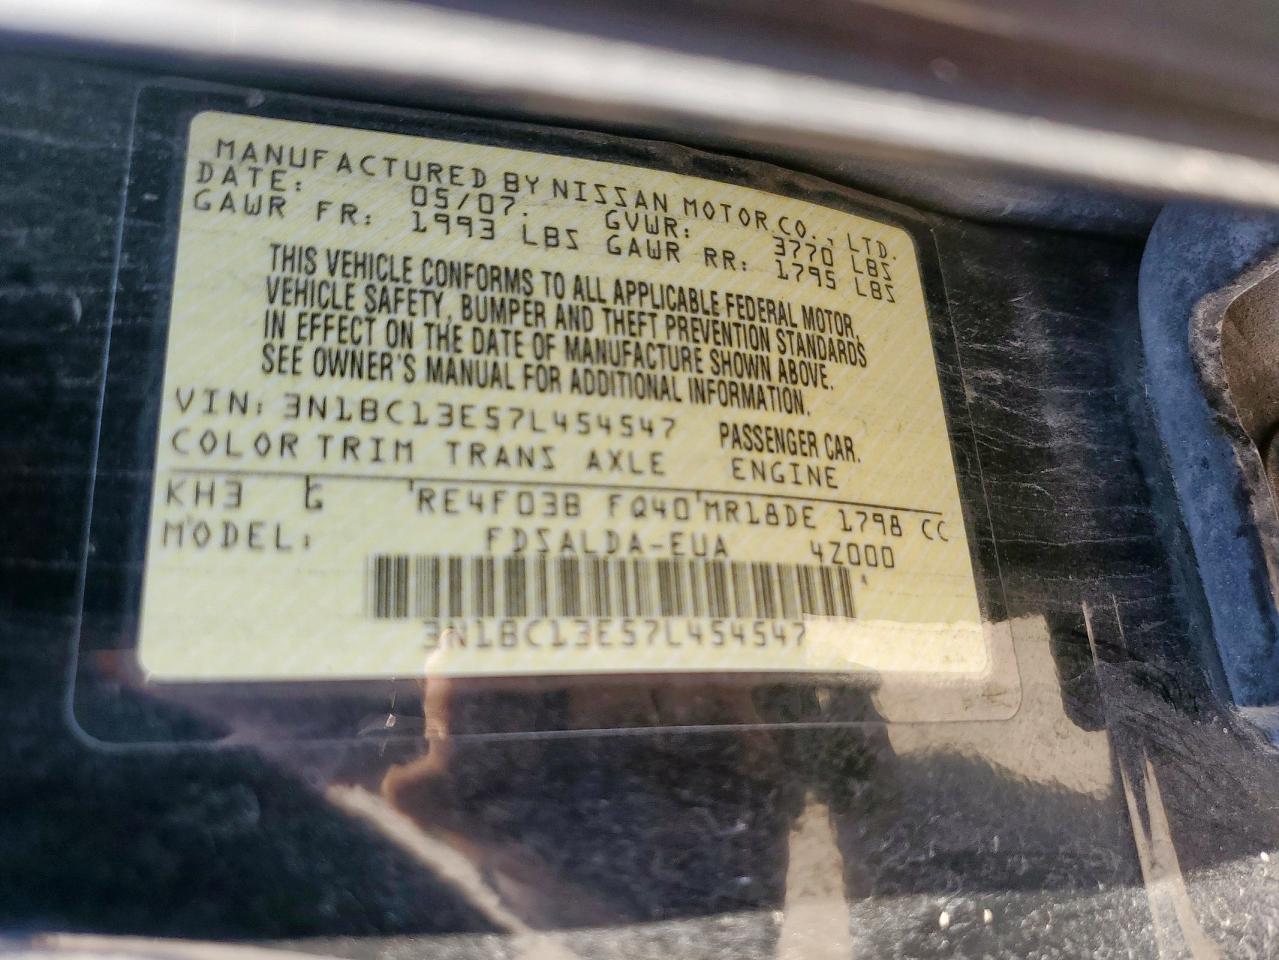 MANUFACTURED BY NISSAN MOTOR CO., LTD.
DATE: 05/07. GVWR: 3770 LBS
GAWR FR: 1993 LBS GAWR RR: 1795 LBS
THIS VEHICLE CONFORMS TO ALL APPLICABLE FEDERAL MOTOR,
VEHICLE SAFETY, BUMPER AND THEFT PREVENTION STANDARDS
IN EFFECT ON THE DATE OF MANUFACTURE SHOWN ABOVE.
SEE OWNER'S MANUAL FOR ADDITIONAL INFORMATION.
VIN: 3N1BC13E57L454547 PASSENGER CAR.
COLOR TRIM TRANS AXLE ENGINE
KH3 G RE4F03B FQ40 MR18DE 1798 CC
MODEL: FDSALDA-EUA 4Z000
3N1BC13E57L454547